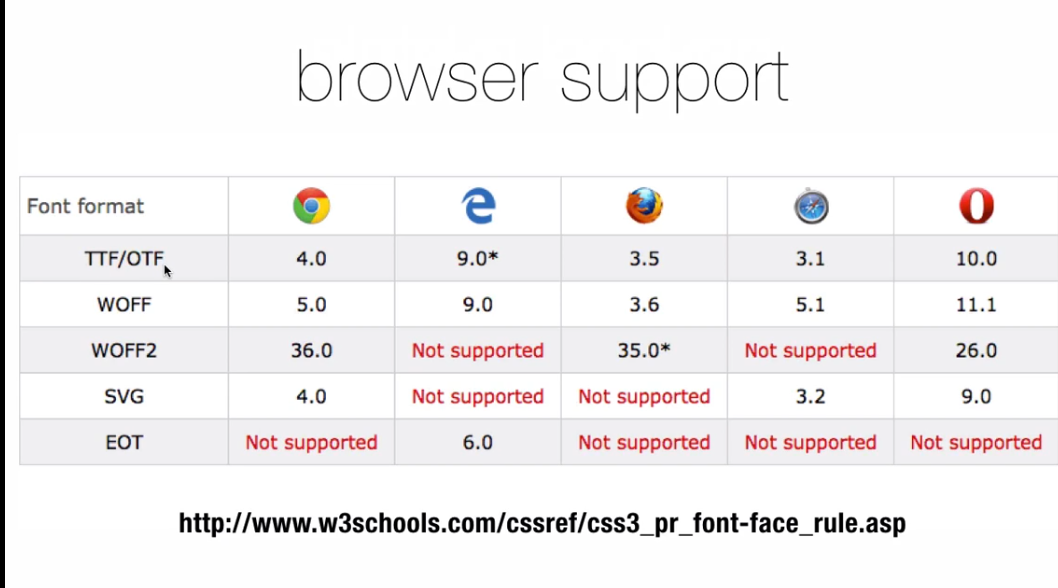 browser support
Font format
TTF/OTF 4.0 9.0* 3.5 3.1 10.0
WOFF 5.0 9.0 3.6 5.1 11.1
WOFF2 36.0 Not supported 35.0* Not supported 26.0
SVG 4.0 Not supported Not supported 3.2 9.0
EOT Not supported 6.0 Not supported Not supported Not supported
http://www.w3schools.com/cssref/css3_pr_font-face_rule.asp